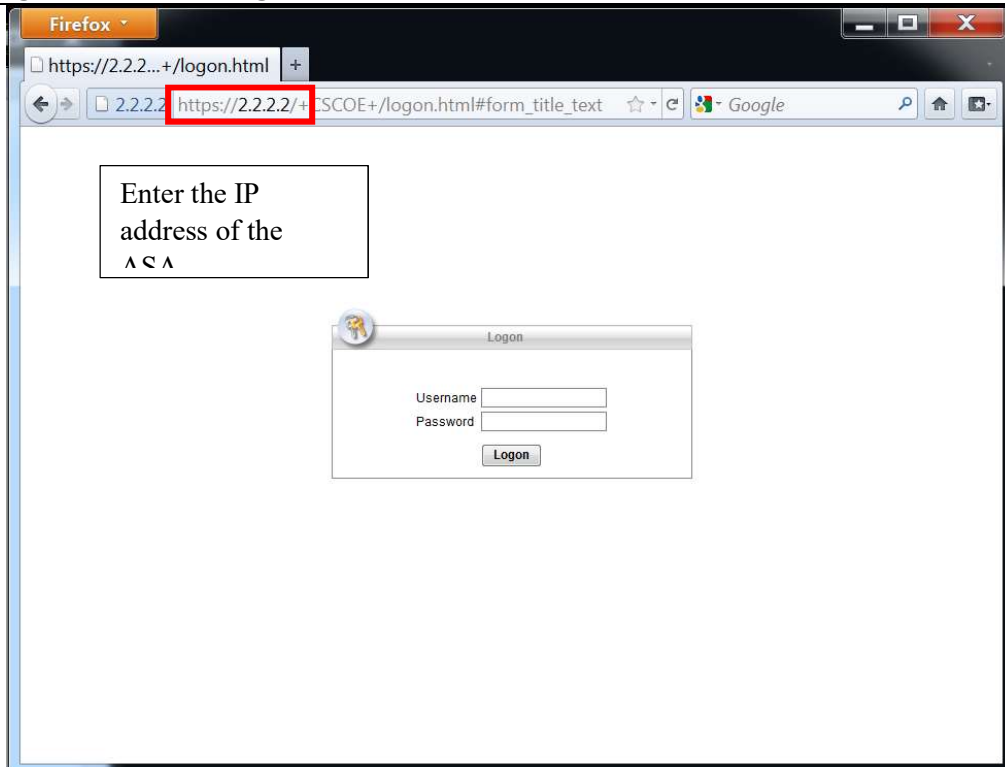 Firefox
https://2.2.2...+/logon.html +
2.2.2.2 https://2.2.2.2/+CSCOE+/logon.html#form_title_text Google
Enter the IP
address of the
ASA
Logon
Username
Password
Logon